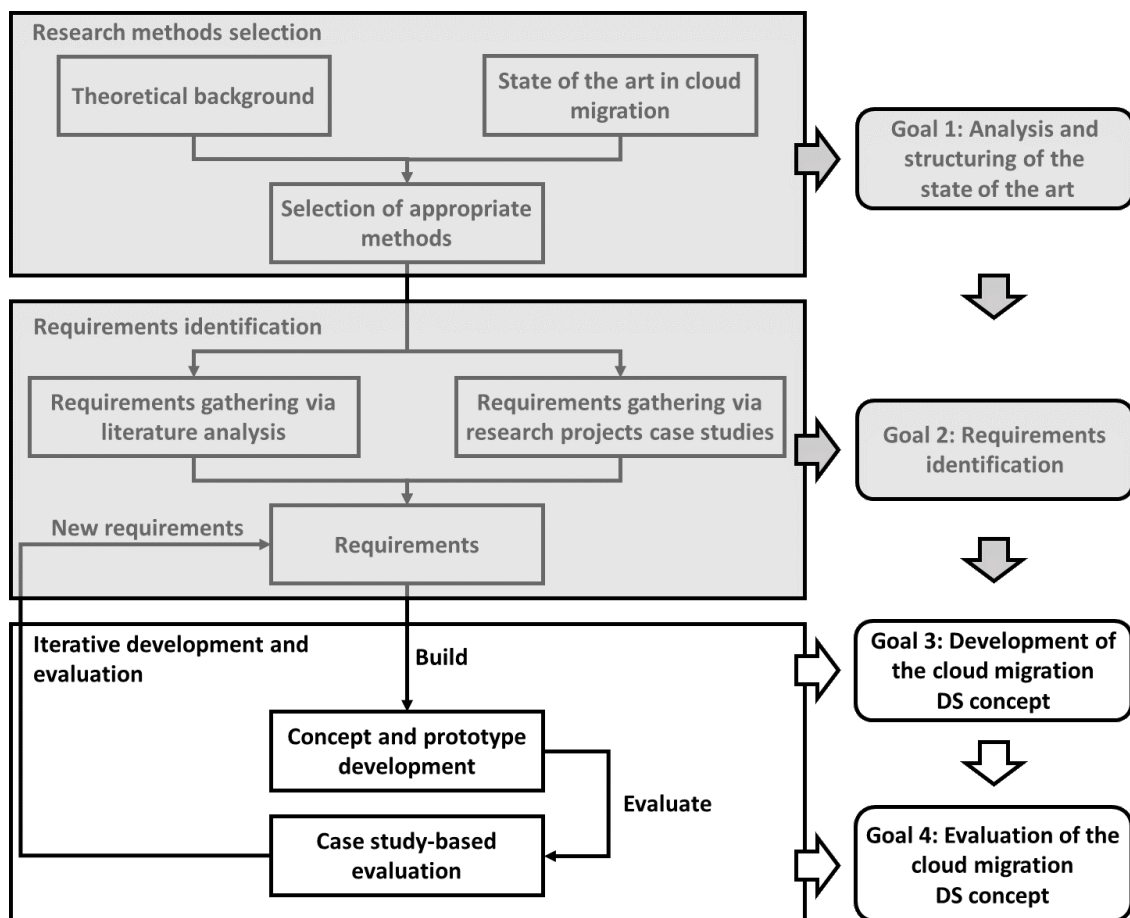 Research methods selection
Theoretical background
State of the art in cloud
migration
Selection of appropriate
methods
Goal 1: Analysis and
structuring of the
state of the art
Requirements identification
Requirements gathering via
literature analysis
Requirements gathering via
research projects case studies
New requirements
Requirements
Goal 2: Requirements
identification
Iterative development and
evaluation
Build
Concept and prototype
development
Evaluate
Case study-based
evaluation
Goal 3: Development of
the cloud migration
DS concept
Goal 4: Evaluation of the
cloud migration
DS concept